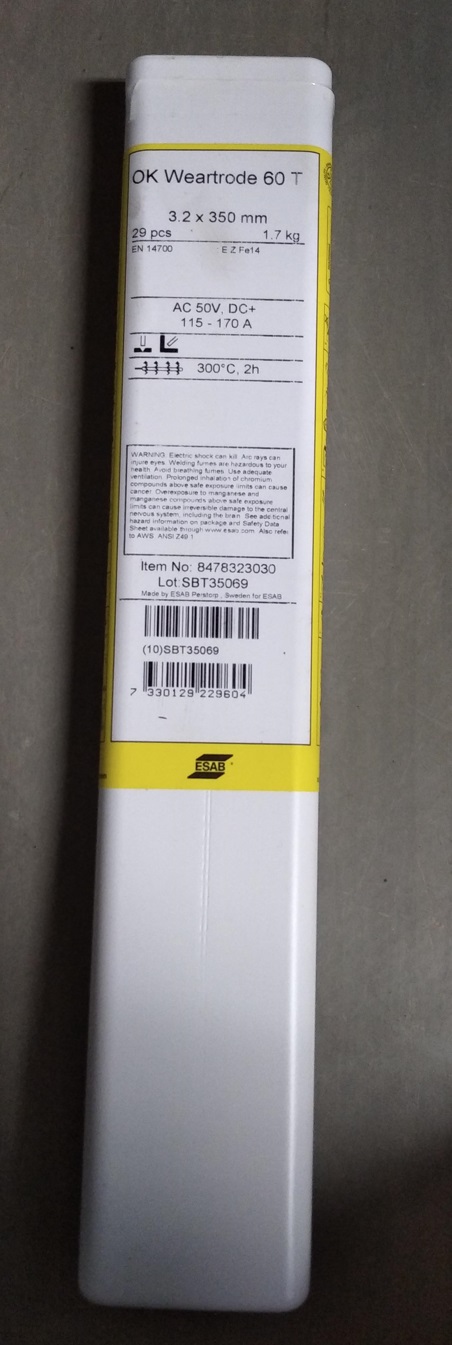 OK Weartrode 60 T
3.2 x 350 mm
29 pcs 1.7 kg
EN 14700 : E Z Fe14
AC 50V, DC+
115 - 170 A
300°C, 2h
WARNING: Electric shock can kill. Arc rays can
injure eyes. Welding fumes are hazardous to your
health. Avoid breathing fumes. Use adequate
ventilation. Prolonged inhalation of chromium
compounds above safe exposure limits can cause
cancer. Overexposure to manganese and
manganese compounds above safe exposure
limits can cause irreversible damage to the central
nervous system, including the brain. See additional
hazard information on package and Safety Data
Sheet available through www.esab.com. Also refer
to AWS: ANSI Z49.1
Item No: 8478323030
Lot:SBT35069
Made by ESAB Perstorp, Sweden for ESAB
(10)SBT35069
7 330129 229604
ESAB